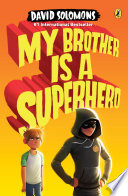 DAVID SOLOMONS
#1 International Bestseller
MY BROTHER
IS A
SUPERHERO